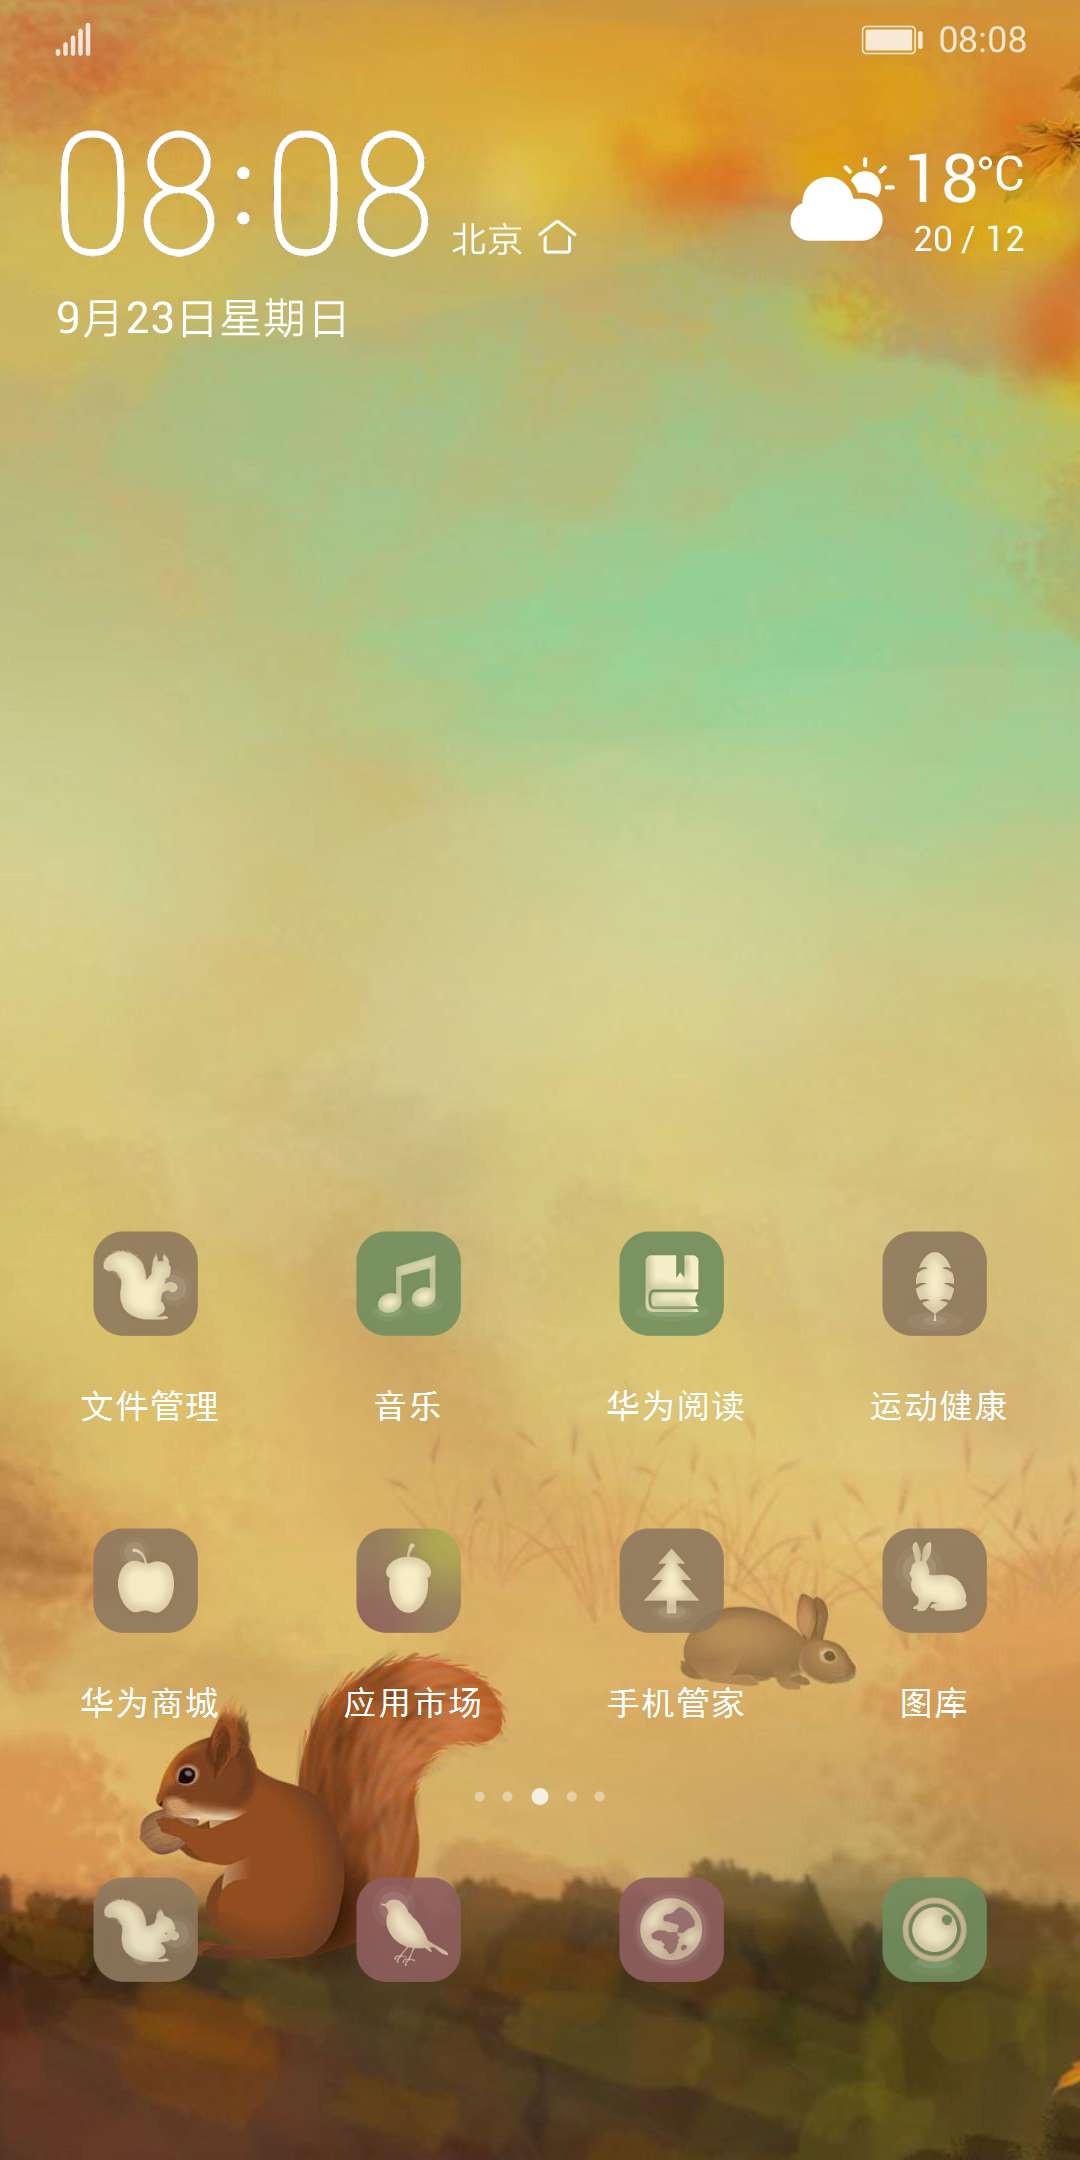 08:08
08:08 北京
18°C
20 / 12
9月23日星期日
文件管理 音乐 华为阅读 运动健康
华为商城 应用市场 手机管家 图库